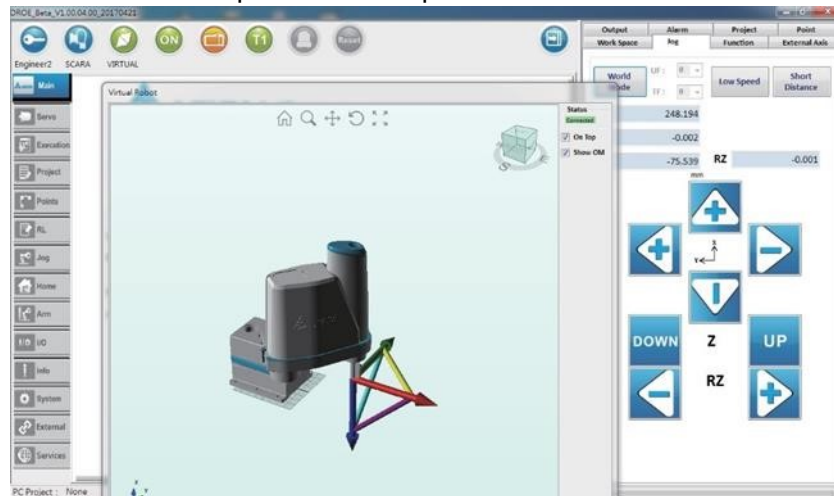 DROE_Beta_V1.00.04.00_20170421
ON
T1
Reset
Engineer2 SCARA VIRTUAL
Output Alarm Project Point
Work Space Jog Function External Axis
Main
Servo
Execution
Project
Points
RL
Jog
Home
Arm
I/O I/O
Info
System
External
Services
PC Project : None
Virtual Robot
Status
Connected
On Top
Show OM
S
E
World
Mode
UF: 0
TF: 0
Low Speed
Short
Distance
248.194
-0.002
-75.539 RZ -0.001
mm
X
Y
DOWN Z UP
RZ